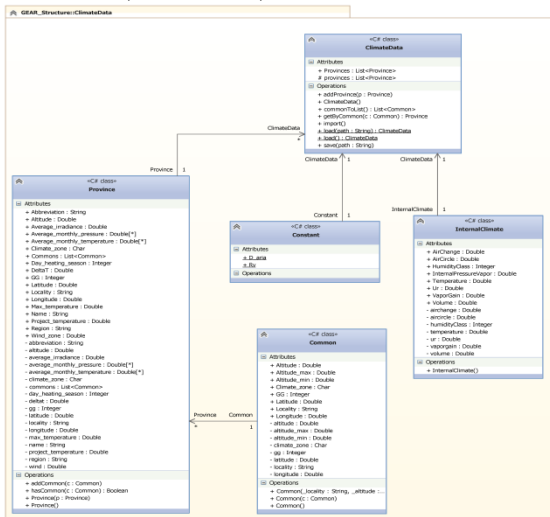 GEAR_Structure::ClimateData
«C# class»
ClimateData
Attributes
+ Provinces : List<Province>
# provinces : List<Province>
Operations
+ addProvince(p : Province)
+ ClimateData()
+ commonToList() : List<Common>
+ getByCommon(c : Common) : Province
+ import()
+ load(path : String) : ClimateData
+ load() : ClimateData
+ save(path : String)
ClimateData
*
ClimateData 1
ClimateData 1
Province 1
«C# class»
Province
Attributes
+ Abbreviation : String
+ Altitude : Double
+ Average_irradiance : Double
+ Average_monthly_pressure : Double[*]
+ Average_monthly_temperature : Double[*]
+ Climate_zone : Char
+ Commons : List<Common>
+ Day_heating_season : Integer
+ DeltaT : Double
+ GG : Integer
+ Latitude : Double
+ Locality : String
+ Longitude : Double
+ Max_temperature : Double
+ Name : String
+ Project_temperature : Double
+ Region : String
+ Wind_zone : Double
- abbreviation : String
- altitude : Double
- average_irradiance : Double
- average_monthly_pressure : Double[*]
- average_monthly_temperature : Double[*]
- climate_zone : Char
- commons : List<Common>
- day_heating_season : Integer
- deltat : Double
- gg : Integer
- latitude : Double
- locality : String
- longitude : Double
- max_temperature : Double
- name : String
- project_temperature : Double
- region : String
- wind : Double
Operations
+ addCommon(c : Common)
+ hasCommon(c : Common) : Boolean
+ Province(p : Province)
+ Province()
Constant 1
«C# class»
Constant
Attributes
+ D_aria
+ Rv
Operations
InternalClimate 1
«C# class»
InternalClimate
Attributes
+ AirChange : Double
+ AirCircle : Double
+ HumidityClass : Integer
+ InternalPressureVapor : Double
+ Temperature : Double
+ Ur : Double
+ VaporGain : Double
+ Volume : Double
- airchange : Double
- aircircle : Double
- humidityClass : Integer
- temperature : Double
- ur : Double
- vaporgain : Double
- volume : Double
Operations
+ InternalClimate()
Province Common
* 1
«C# class»
Common
Attributes
+ Altitude : Double
+ Altitude_max : Double
+ Altitude_min : Double
+ Climate_zone : Char
+ GG : Integer
+ Latitude : Double
+ Locality : String
+ Longitude : Double
- altitude : Double
- altitude_max : Double
- altitude_min : Double
- climate_zone : Char
- gg : Integer
- latitude : Double
- locality : String
- longitude : Double
Operations
+ Common(_locality : String, _altitude :...
+ Common(c : Common)
+ Common()